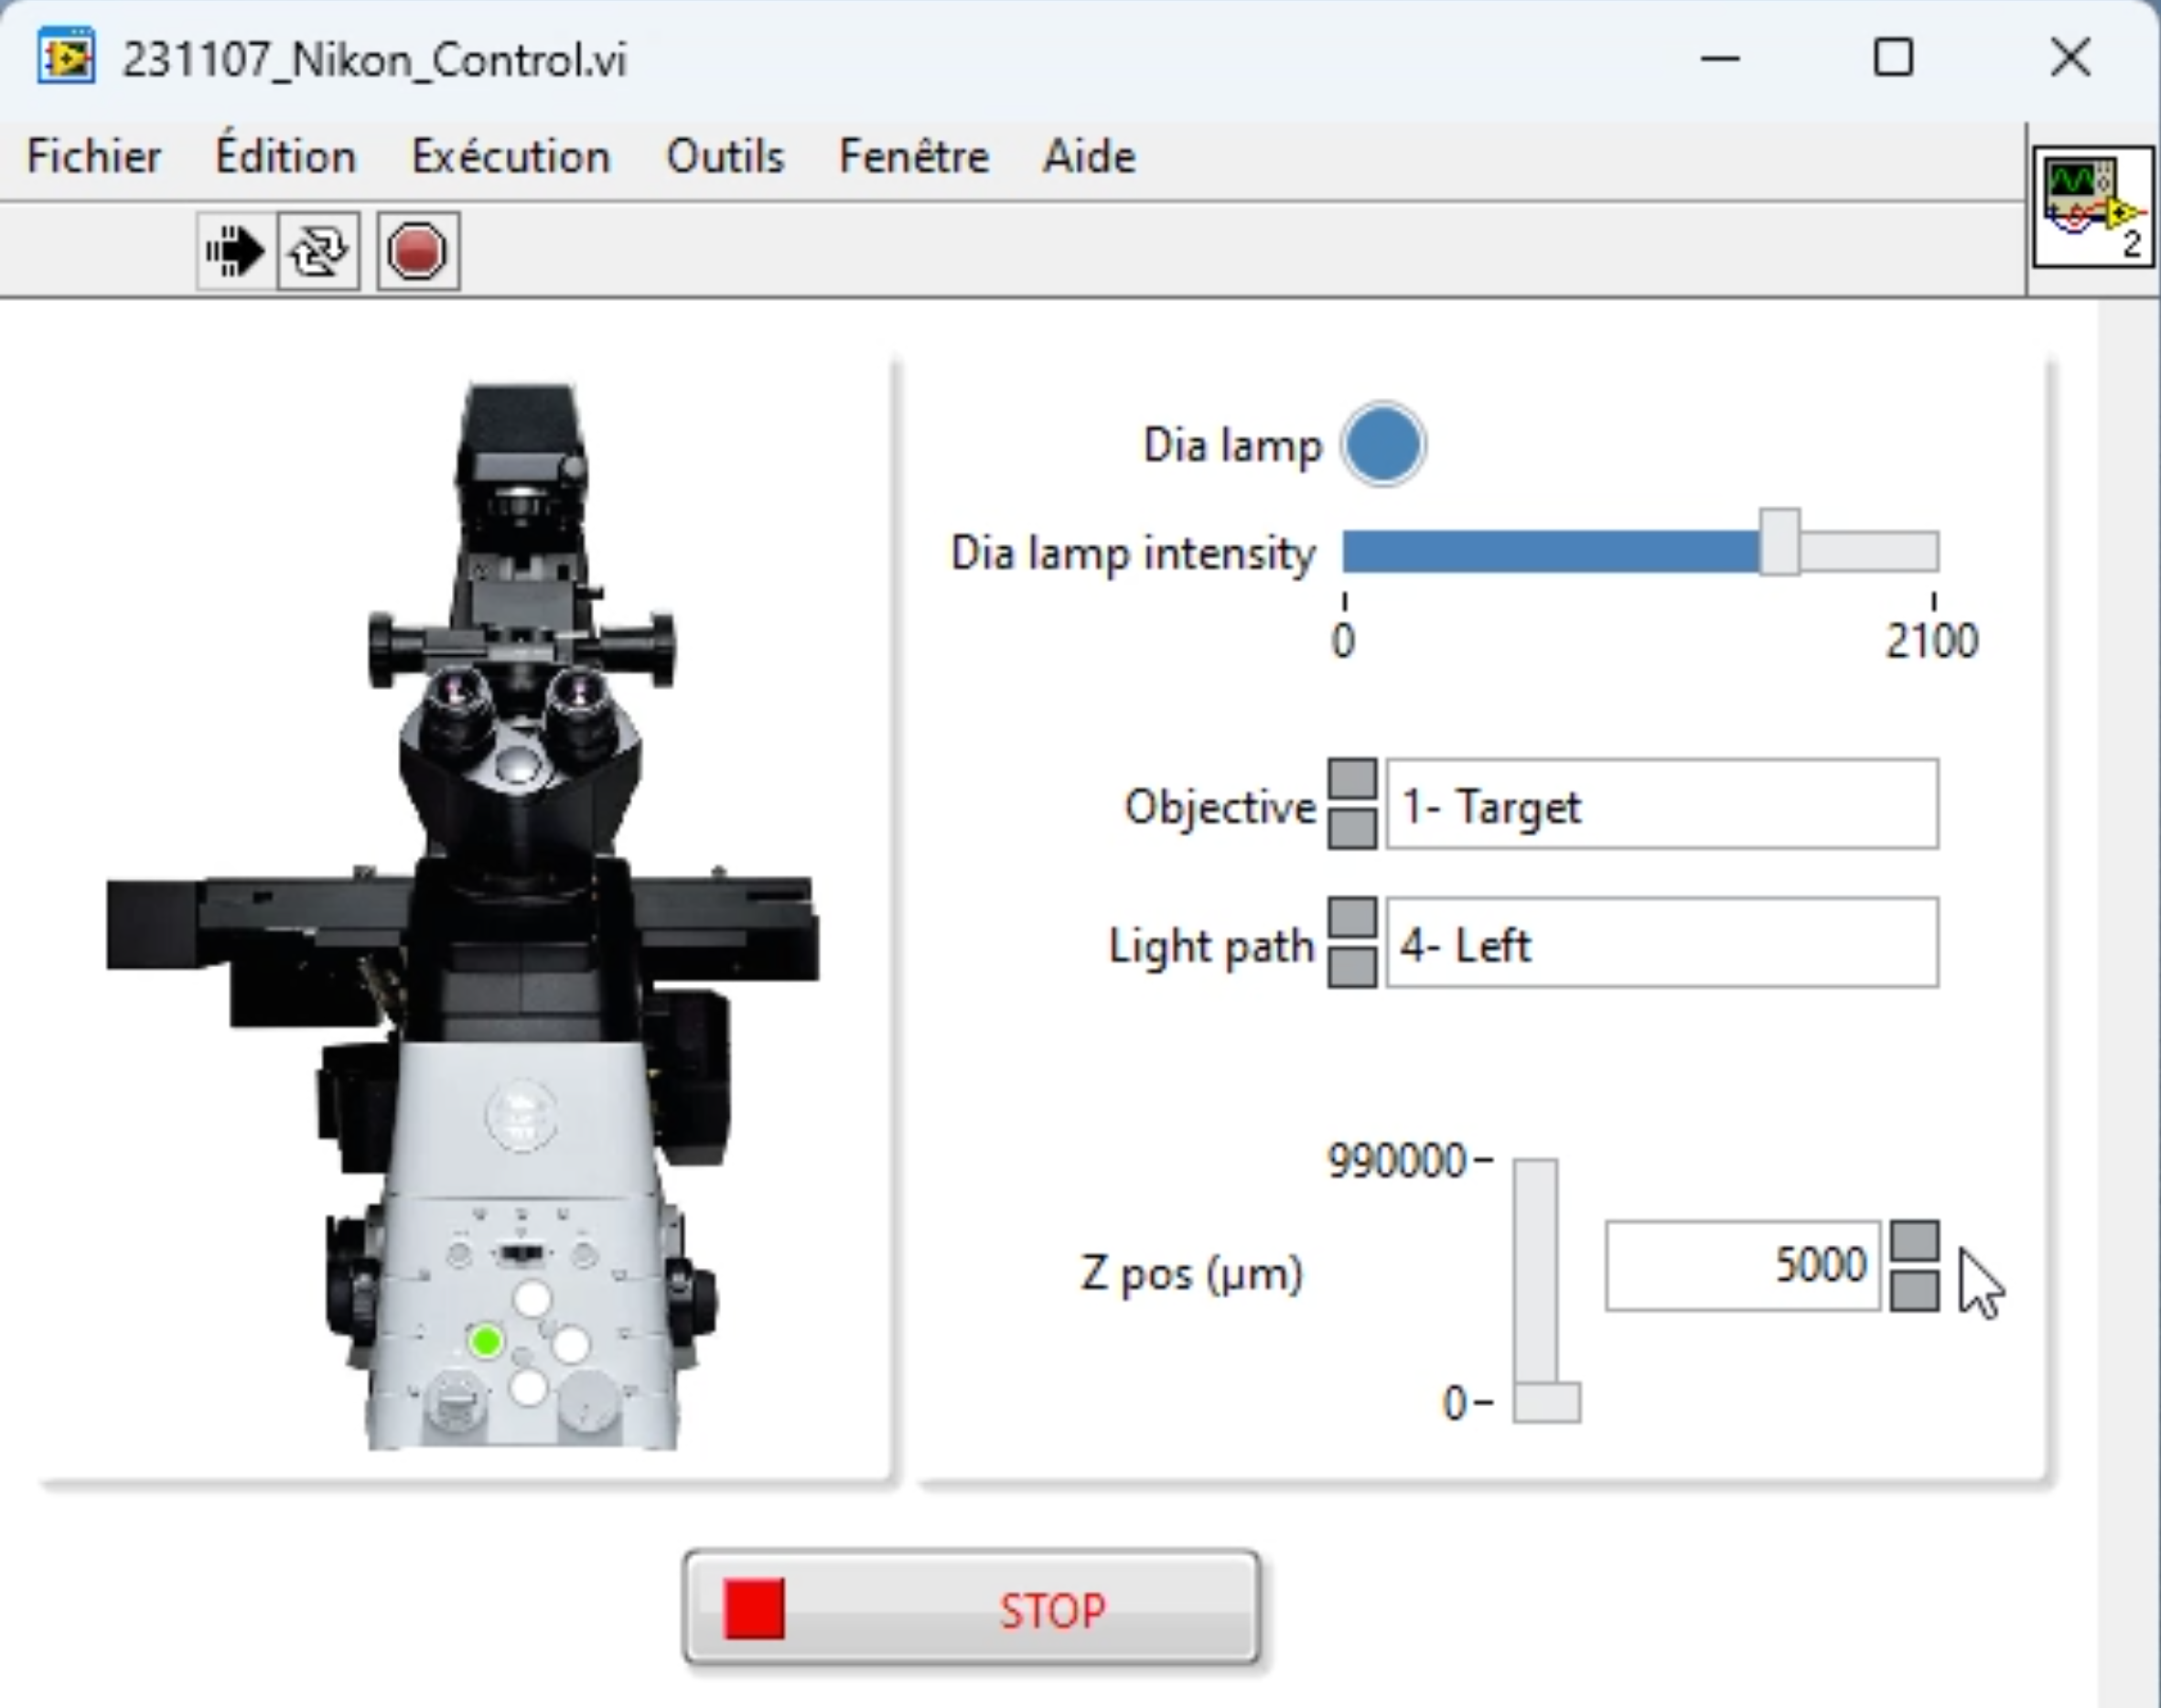 231107_Nikon_Control.vi
Fichier Édition Exécution Outils Fenêtre Aide
2
Dia lamp
Dia lamp intensity
0 2100
Objective 1- Target
Light path 4- Left
990000
Z pos (µm) 5000
0
STOP